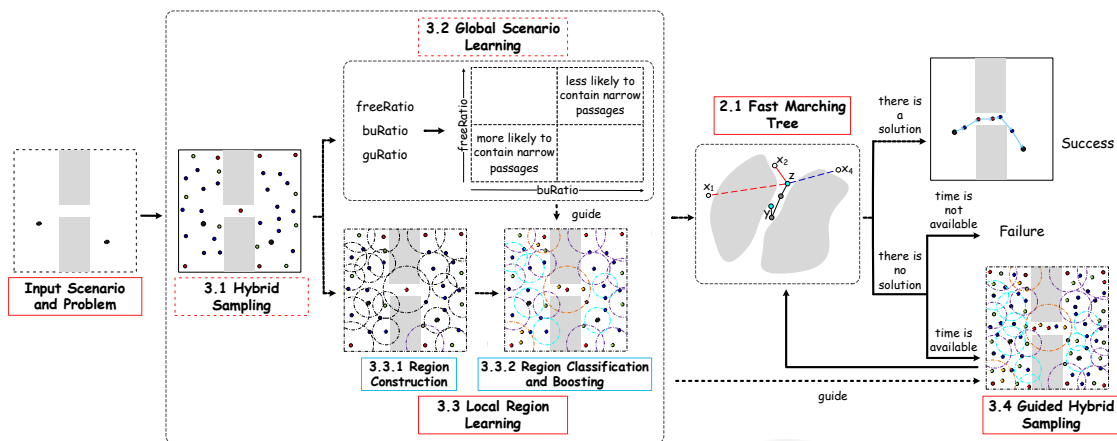 3.2 Global Scenario
Learning
freeRatio
buRatio
guRatio
freeRatio
less likely to
contain narrow
passages
more likely to
contain narrow
passages
buRatio
guide
Input Scenario
and Problem
3.1 Hybrid
Sampling
3.3.1 Region
Construction
3.3.2 Region Classification
and Boosting
3.3 Local Region
Learning
2.1 Fast Marching
Tree
x1
x2
z
x4
y
there is
a
solution
Success
time is
not
available
Failure
there is
no
solution
time is
available
guide
3.4 Guided Hybrid
Sampling